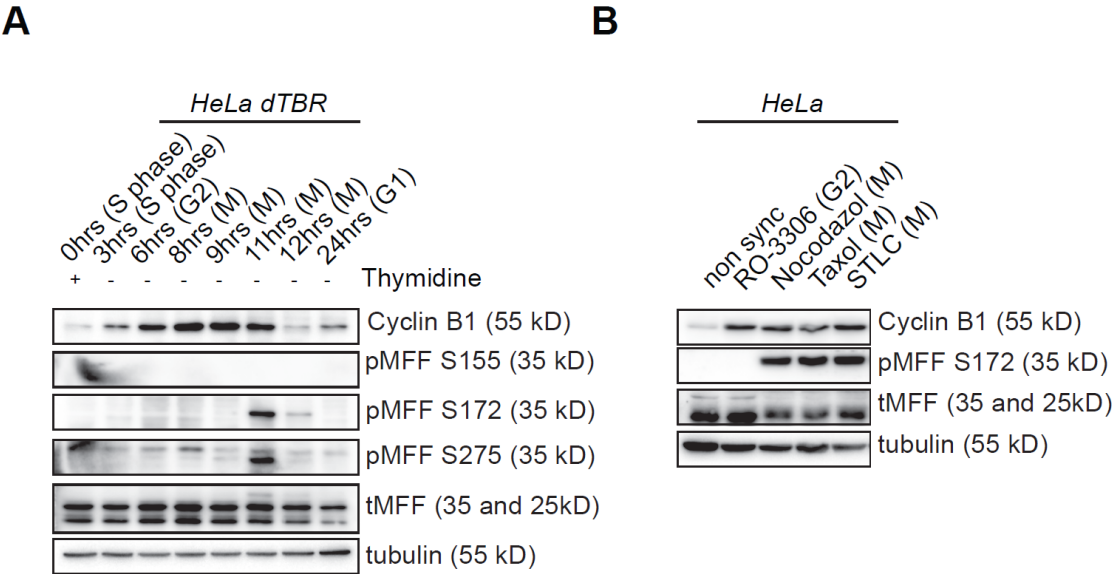 A
HeLa dTBR
0hrs (S phase)
3hrs (S phase)
6hrs (G2)
8hrs (M)
9hrs (M)
11hrs (M)
12hrs (M)
24hrs (G1)
+ - - - - - - - Thymidine
Cyclin B1 (55 kD)
pMFF S155 (35 kD)
pMFF S172 (35 kD)
pMFF S275 (35 kD)
tMFF (35 and 25kD)
tubulin (55 kD)
B
HeLa
non sync
RO-3306 (G2)
Nocodazol (M)
Taxol (M)
STLC (M)
Cyclin B1 (55 kD)
pMFF S172 (35 kD)
tMFF (35 and 25kD)
tubulin (55 kD)